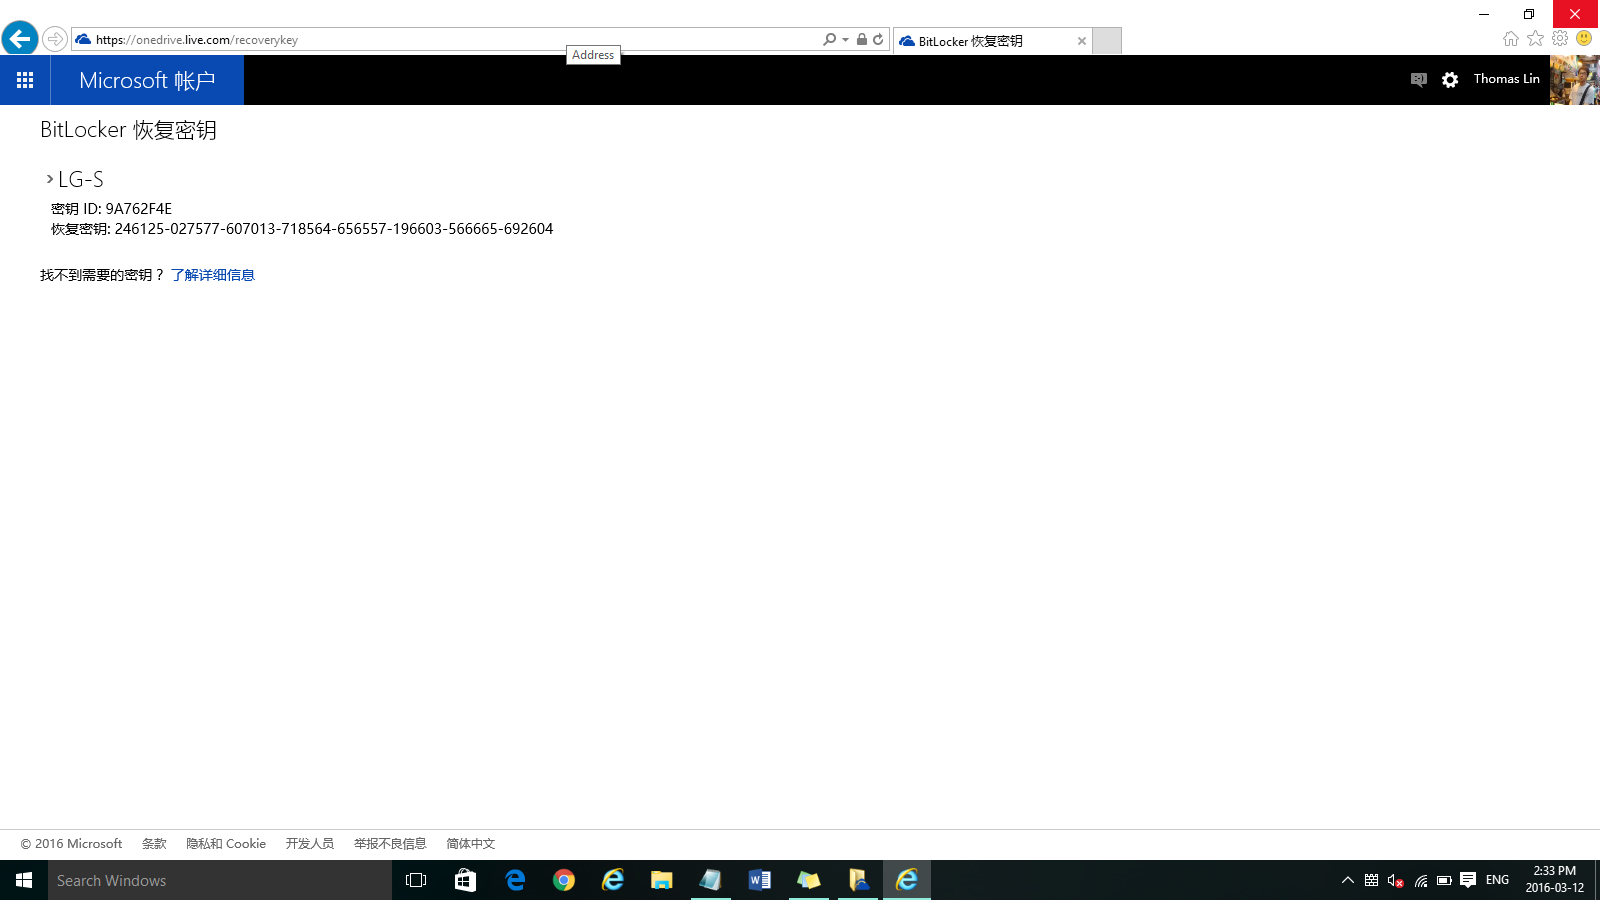 https://onedrive.live.com/recoverykey
BitLocker 恢复密钥
Address
Microsoft 帐户
Thomas Lin
BitLocker 恢复密钥
LG-S
密钥 ID: 9A762F4E
恢复密钥: 246125-027577-607013-718564-656557-196603-566665-692604
找不到需要的密钥？ 了解详细信息
© 2016 Microsoft 条款 隐私和 Cookie 开发人员 举报不良信息 简体中文
Search Windows
ENG
2:33 PM
2016-03-12